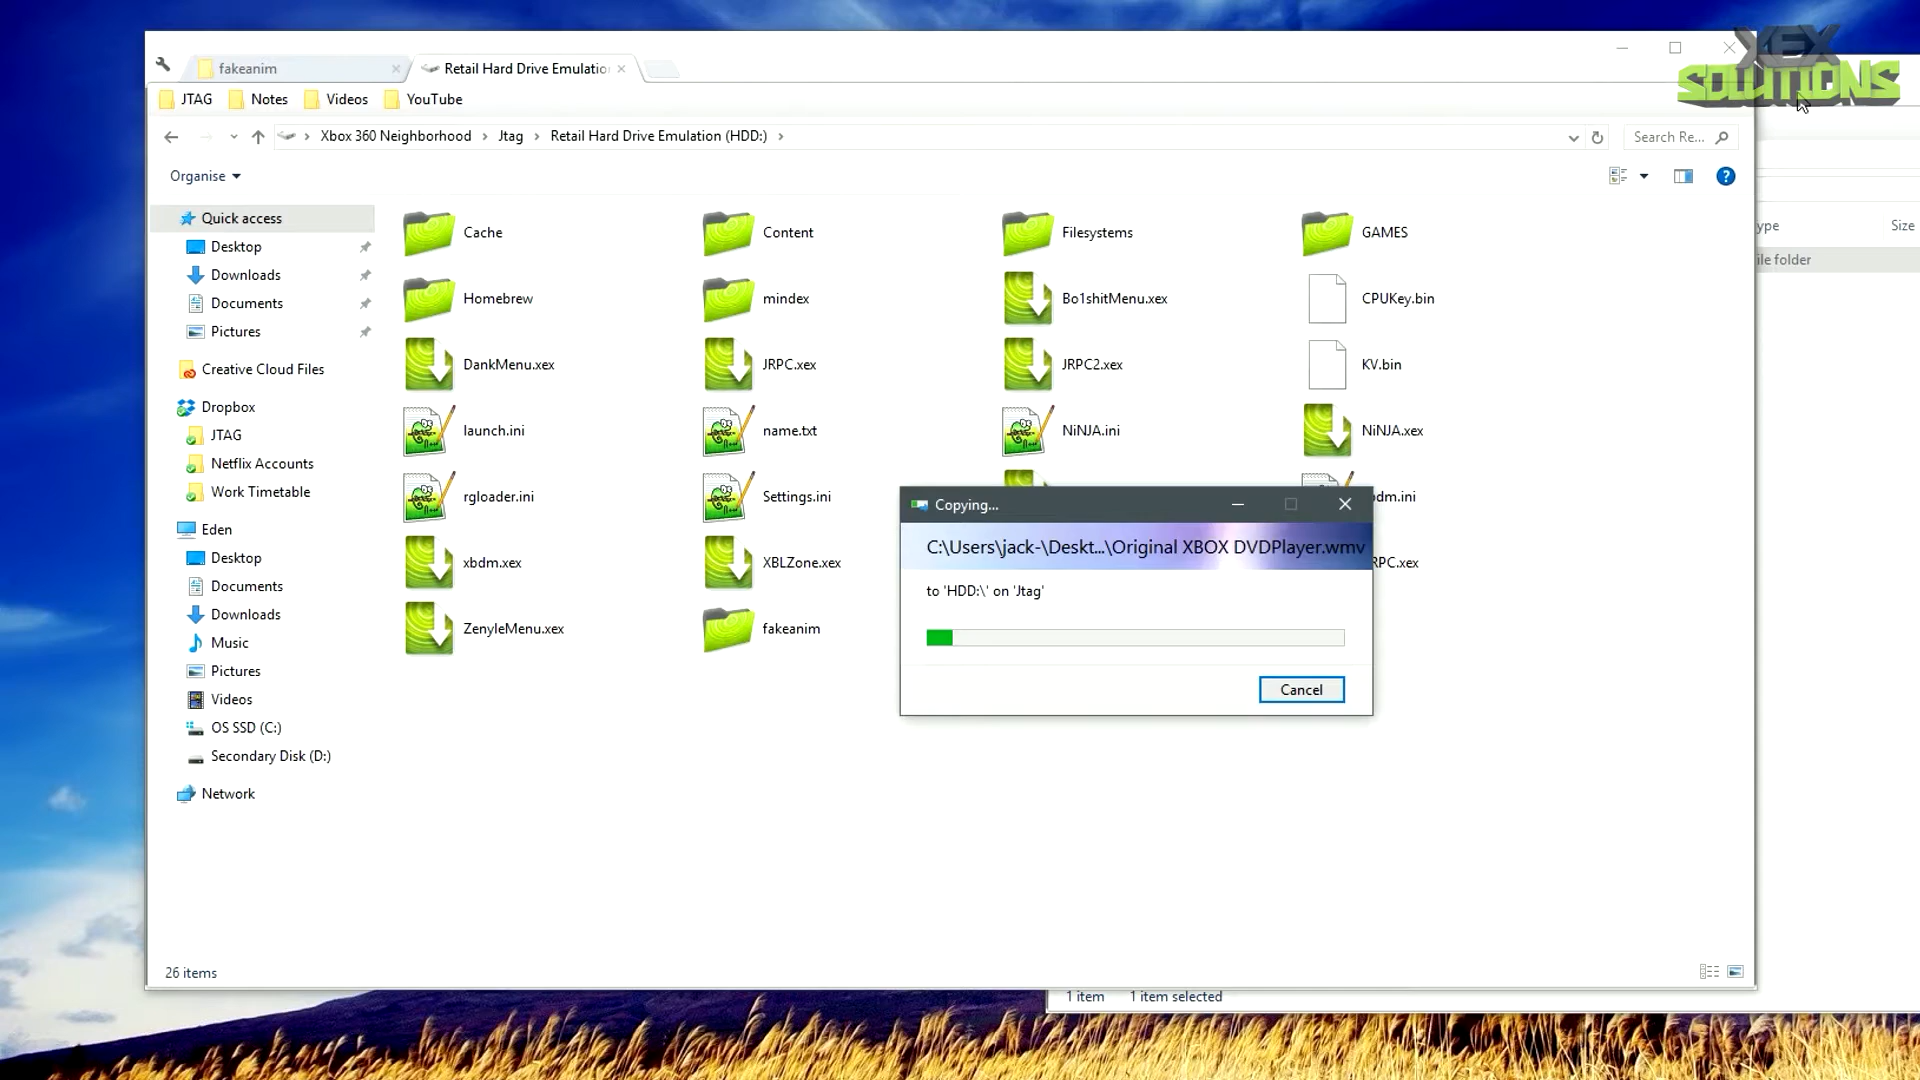 XEX
SOLUTIONS
fakeanim
Retail Hard Drive Emulatio
JTAG
Notes
Videos
YouTube
Xbox 360 Neighborhood
Jtag
Retail Hard Drive Emulation (HDD:)
Search Re...
Organise
ype
Size
ile folder
Quick access
Desktop
Downloads
Documents
Pictures
Creative Cloud Files
Dropbox
JTAG
Netflix Accounts
Work Timetable
Eden
Desktop
Documents
Downloads
Music
Pictures
Videos
OS SSD (C:)
Secondary Disk (D:)
Network
Cache
Content
Filesystems
GAMES
Homebrew
mindex
Bo1shitMenu.xex
CPUKey.bin
DankMenu.xex
JRPC.xex
JRPC2.xex
KV.bin
launch.ini
name.txt
NiNJA.ini
NiNJA.xex
rgloader.ini
Settings.ini
dm.ini
xbdm.xex
XBLZone.xex
RPC.xex
ZenyleMenu.xex
fakeanim
Copying...
C:\Users\jack-\Deskt...\Original XBOX DVDPlayer.wmv
to 'HDD:\' on 'Jtag'
Cancel
26 items
1 item
1 item selected